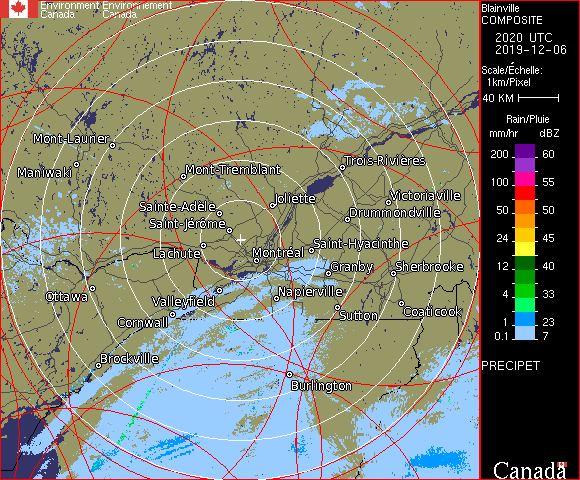 Environment Environnement
Canada Canada
Blainville
COMPOSITE
2020 UTC
2019-12-06
Scale/Échelle:
1km/Pixel
40 KM
Rain/Pluie
mm/hr dBZ
200 60
150 57
100 55
50 50
24 45
12 40
4 33
1 23
0.1 7
PRECIPET
Canada
Mont-Laurier
Maniwaki
Mont-Tremblant
Trois-Rivières
Joliette
Victoriaville
Sainte-Adèle
Drummondville
Saint-Jérôme
Lachute
Montréal
Saint-Hyacinthe
Granby
Sherbrooke
Ottawa
Valleyfield
Napierville
Cornwall
Sutton
Coaticook
Brockville
Burlington